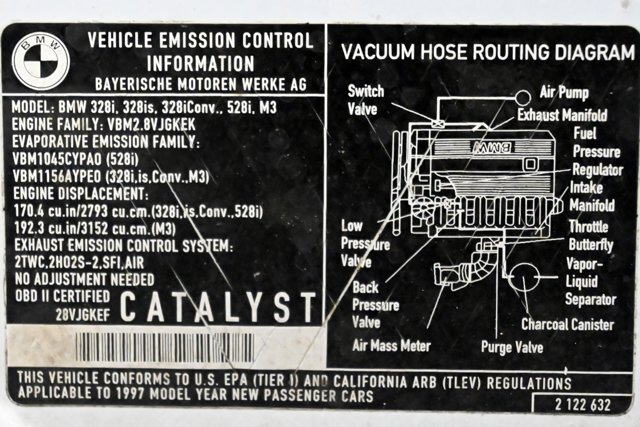 BMW
VEHICLE EMISSION CONTROL
INFORMATION
BAYERISCHE MOTOREN WERKE AG
MODEL: BMW 328i, 328is, 328iConv., 528i, M3
ENGINE FAMILY: VBM2.8VJGKEK
EVAPORATIVE EMISSION FAMILY:
VBM1045CYPAO (528i)
VBM1156AYPEO (328i,is,Conv.,M3)
ENGINE DISPLACEMENT:
170.4 cu.in/2793 cu.cm.(328i,is,Conv.,528i)
192.3 cu.in/3152 cu.cm.(M3)
EXHAUST EMISSION CONTROL SYSTEM:
2TWC,2HO2S-2,SFI,AIR
NO ADJUSTMENT NEEDED
OBD II CERTIFIED
28VJGKEF
CATALYST
VACUUM HOSE ROUTING DIAGRAM
Switch
Valve
Air Pump
Exhaust Manifold
Fuel
Pressure
Regulator
Intake
Manifold
Throttle
Butterfly
Vapor-
Liquid
Separator
BMW
Low
Pressure
Valve
Back
Pressure
Valve
Charcoal Canister
Air Mass Meter
Purge Valve
THIS VEHICLE CONFORMS TO U.S. EPA (TIER I) AND CALIFORNIA ARB (TLEV) REGULATIONS
APPLICABLE TO 1997 MODEL YEAR NEW PASSENGER CARS
2 122 632